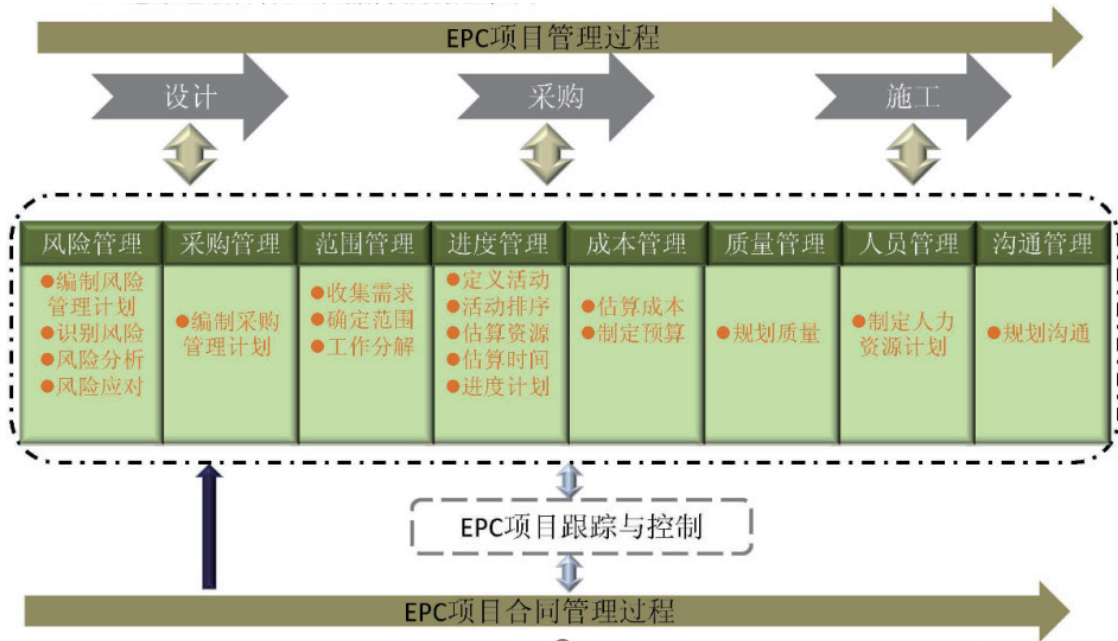 EPC项目管理过程
设计
采购
施工
风险管理
●编制风险
管理计划
●识别风险
●风险分析
●风险应对
采购管理
●编制采购
管理计划
范围管理
●收集需求
●确定范围
●工作分解
进度管理
●定义活动
●活动排序
●估算资源
●估算时间
●进度计划
成本管理
●估算成本
●制定预算
质量管理
●规划质量
人员管理
●制定人力
资源计划
沟通管理
●规划沟通
EPC项目跟踪与控制
EPC项目合同管理过程